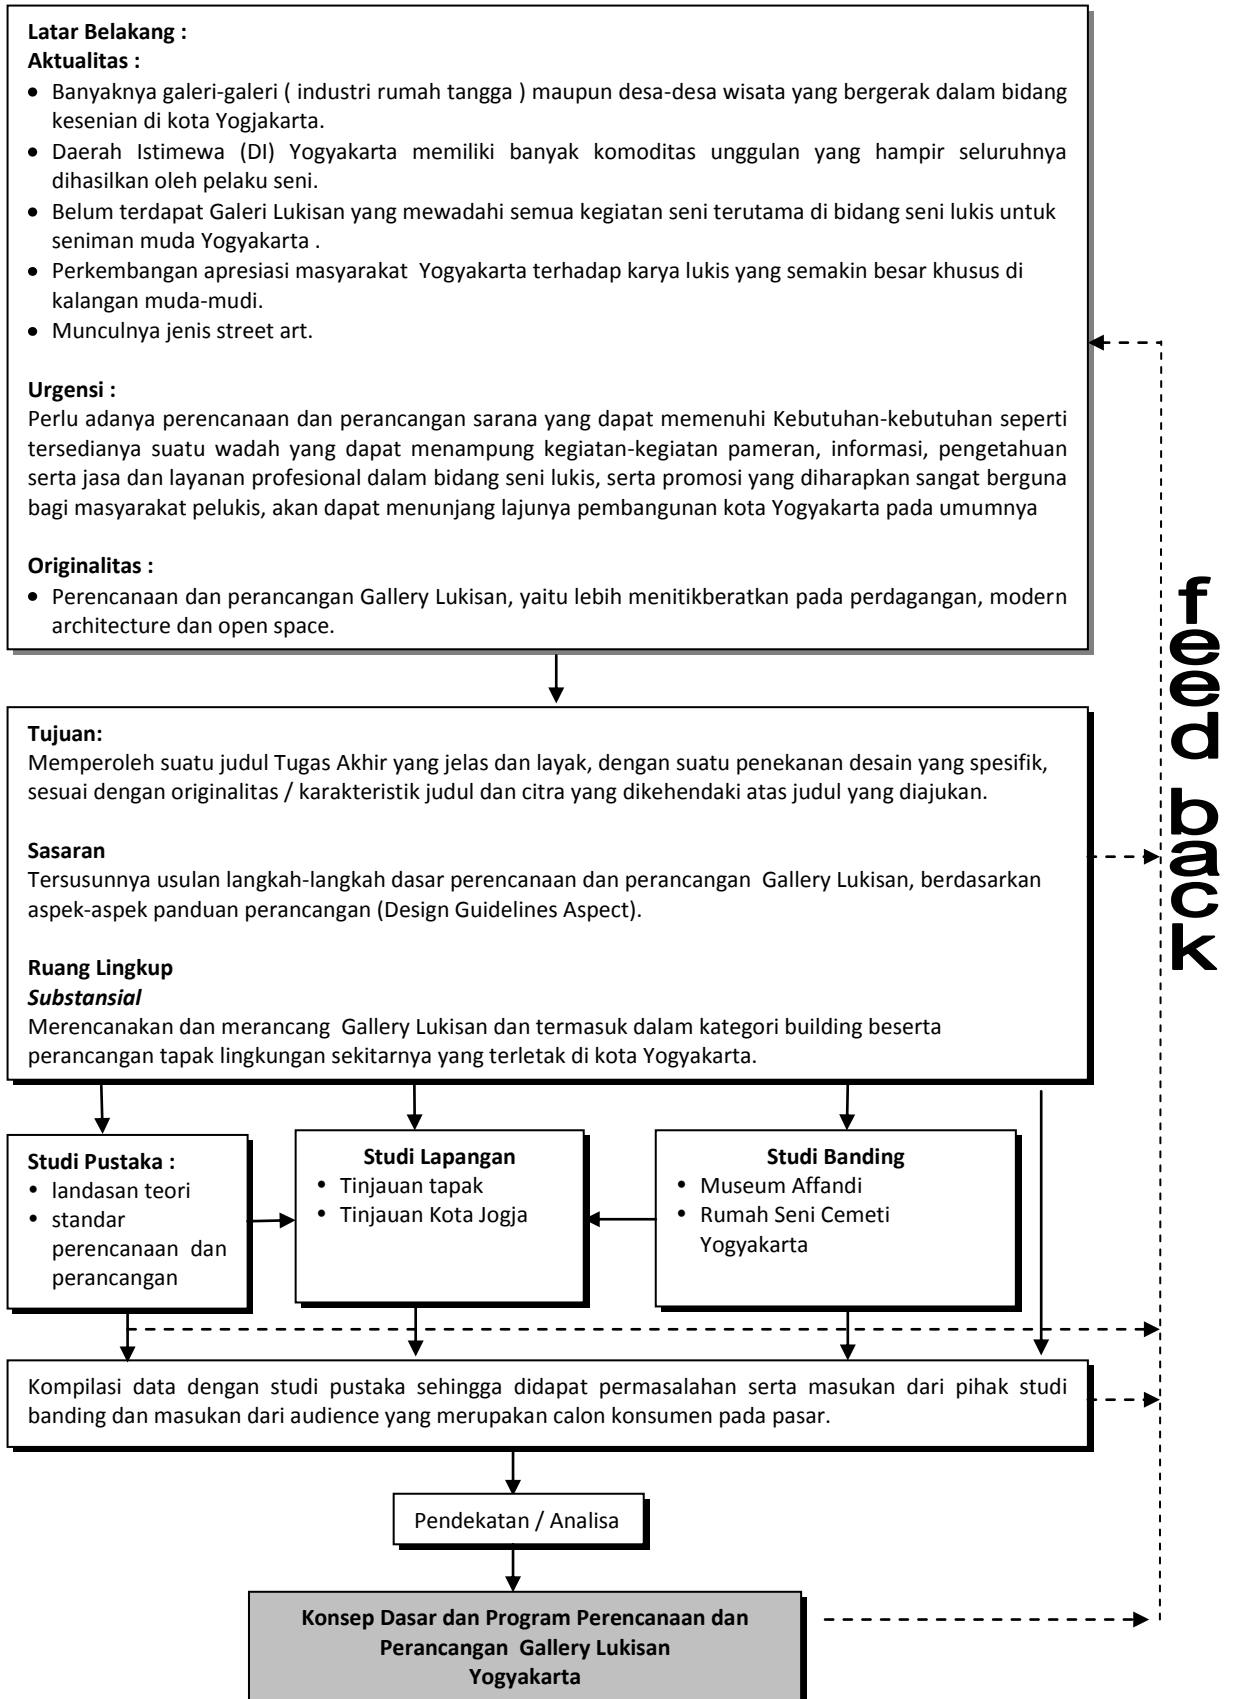 Latar Belakang :
Aktualitas :
• Banyaknya galeri-galeri ( industri rumah tangga ) maupun desa-desa wisata yang bergerak dalam bidang
kesenian di kota Yogjakarta.
• Daerah Istimewa (DI) Yogyakarta memiliki banyak komoditas unggulan yang hampir seluruhnya
dihasilkan oleh pelaku seni.
• Belum terdapat Galeri Lukisan yang mewadahi semua kegiatan seni terutama di bidang seni lukis untuk
seniman muda Yogyakarta .
• Perkembangan apresiasi masyarakat Yogyakarta terhadap karya lukis yang semakin besar khusus di
kalangan muda-mudi.
• Munculnya jenis street art.
Urgensi :
Perlu adanya perencanaan dan perancangan sarana yang dapat memenuhi Kebutuhan-kebutuhan seperti
tersedianya suatu wadah yang dapat menampung kegiatan-kegiatan pameran, informasi, pengetahuan
serta jasa dan layanan profesional dalam bidang seni lukis, serta promosi yang diharapkan sangat berguna
bagi masyarakat pelukis, akan dapat menunjang lajunya pembangunan kota Yogyakarta pada umumnya
Originalitas :
• Perencanaan dan perancangan Gallery Lukisan, yaitu lebih menitikberatkan pada perdagangan, modern
architecture dan open space.
feed back
Tujuan:
Memperoleh suatu judul Tugas Akhir yang jelas dan layak, dengan suatu penekanan desain yang spesifik,
sesuai dengan originalitas / karakteristik judul dan citra yang dikehendaki atas judul yang diajukan.
Sasaran
Tersusunnya usulan langkah-langkah dasar perencanaan dan perancangan Gallery Lukisan, berdasarkan
aspek-aspek panduan perancangan (Design Guidelines Aspect).
Ruang Lingkup
Substansial
Merencanakan dan merancang Gallery Lukisan dan termasuk dalam kategori building beserta
perancangan tapak lingkungan sekitarnya yang terletak di kota Yogyakarta.
Studi Pustaka :
• landasan teori
• standar
perencanaan dan
perancangan
Studi Lapangan
• Tinjauan tapak
• Tinjauan Kota Jogja
Studi Banding
• Museum Affandi
• Rumah Seni Cemeti
Yogyakarta
Kompilasi data dengan studi pustaka sehingga didapat permasalahan serta masukan dari pihak studi
banding dan masukan dari audience yang merupakan calon konsumen pada pasar.
Pendekatan / Analisa
Konsep Dasar dan Program Perencanaan dan
Perancangan Gallery Lukisan
Yogyakarta